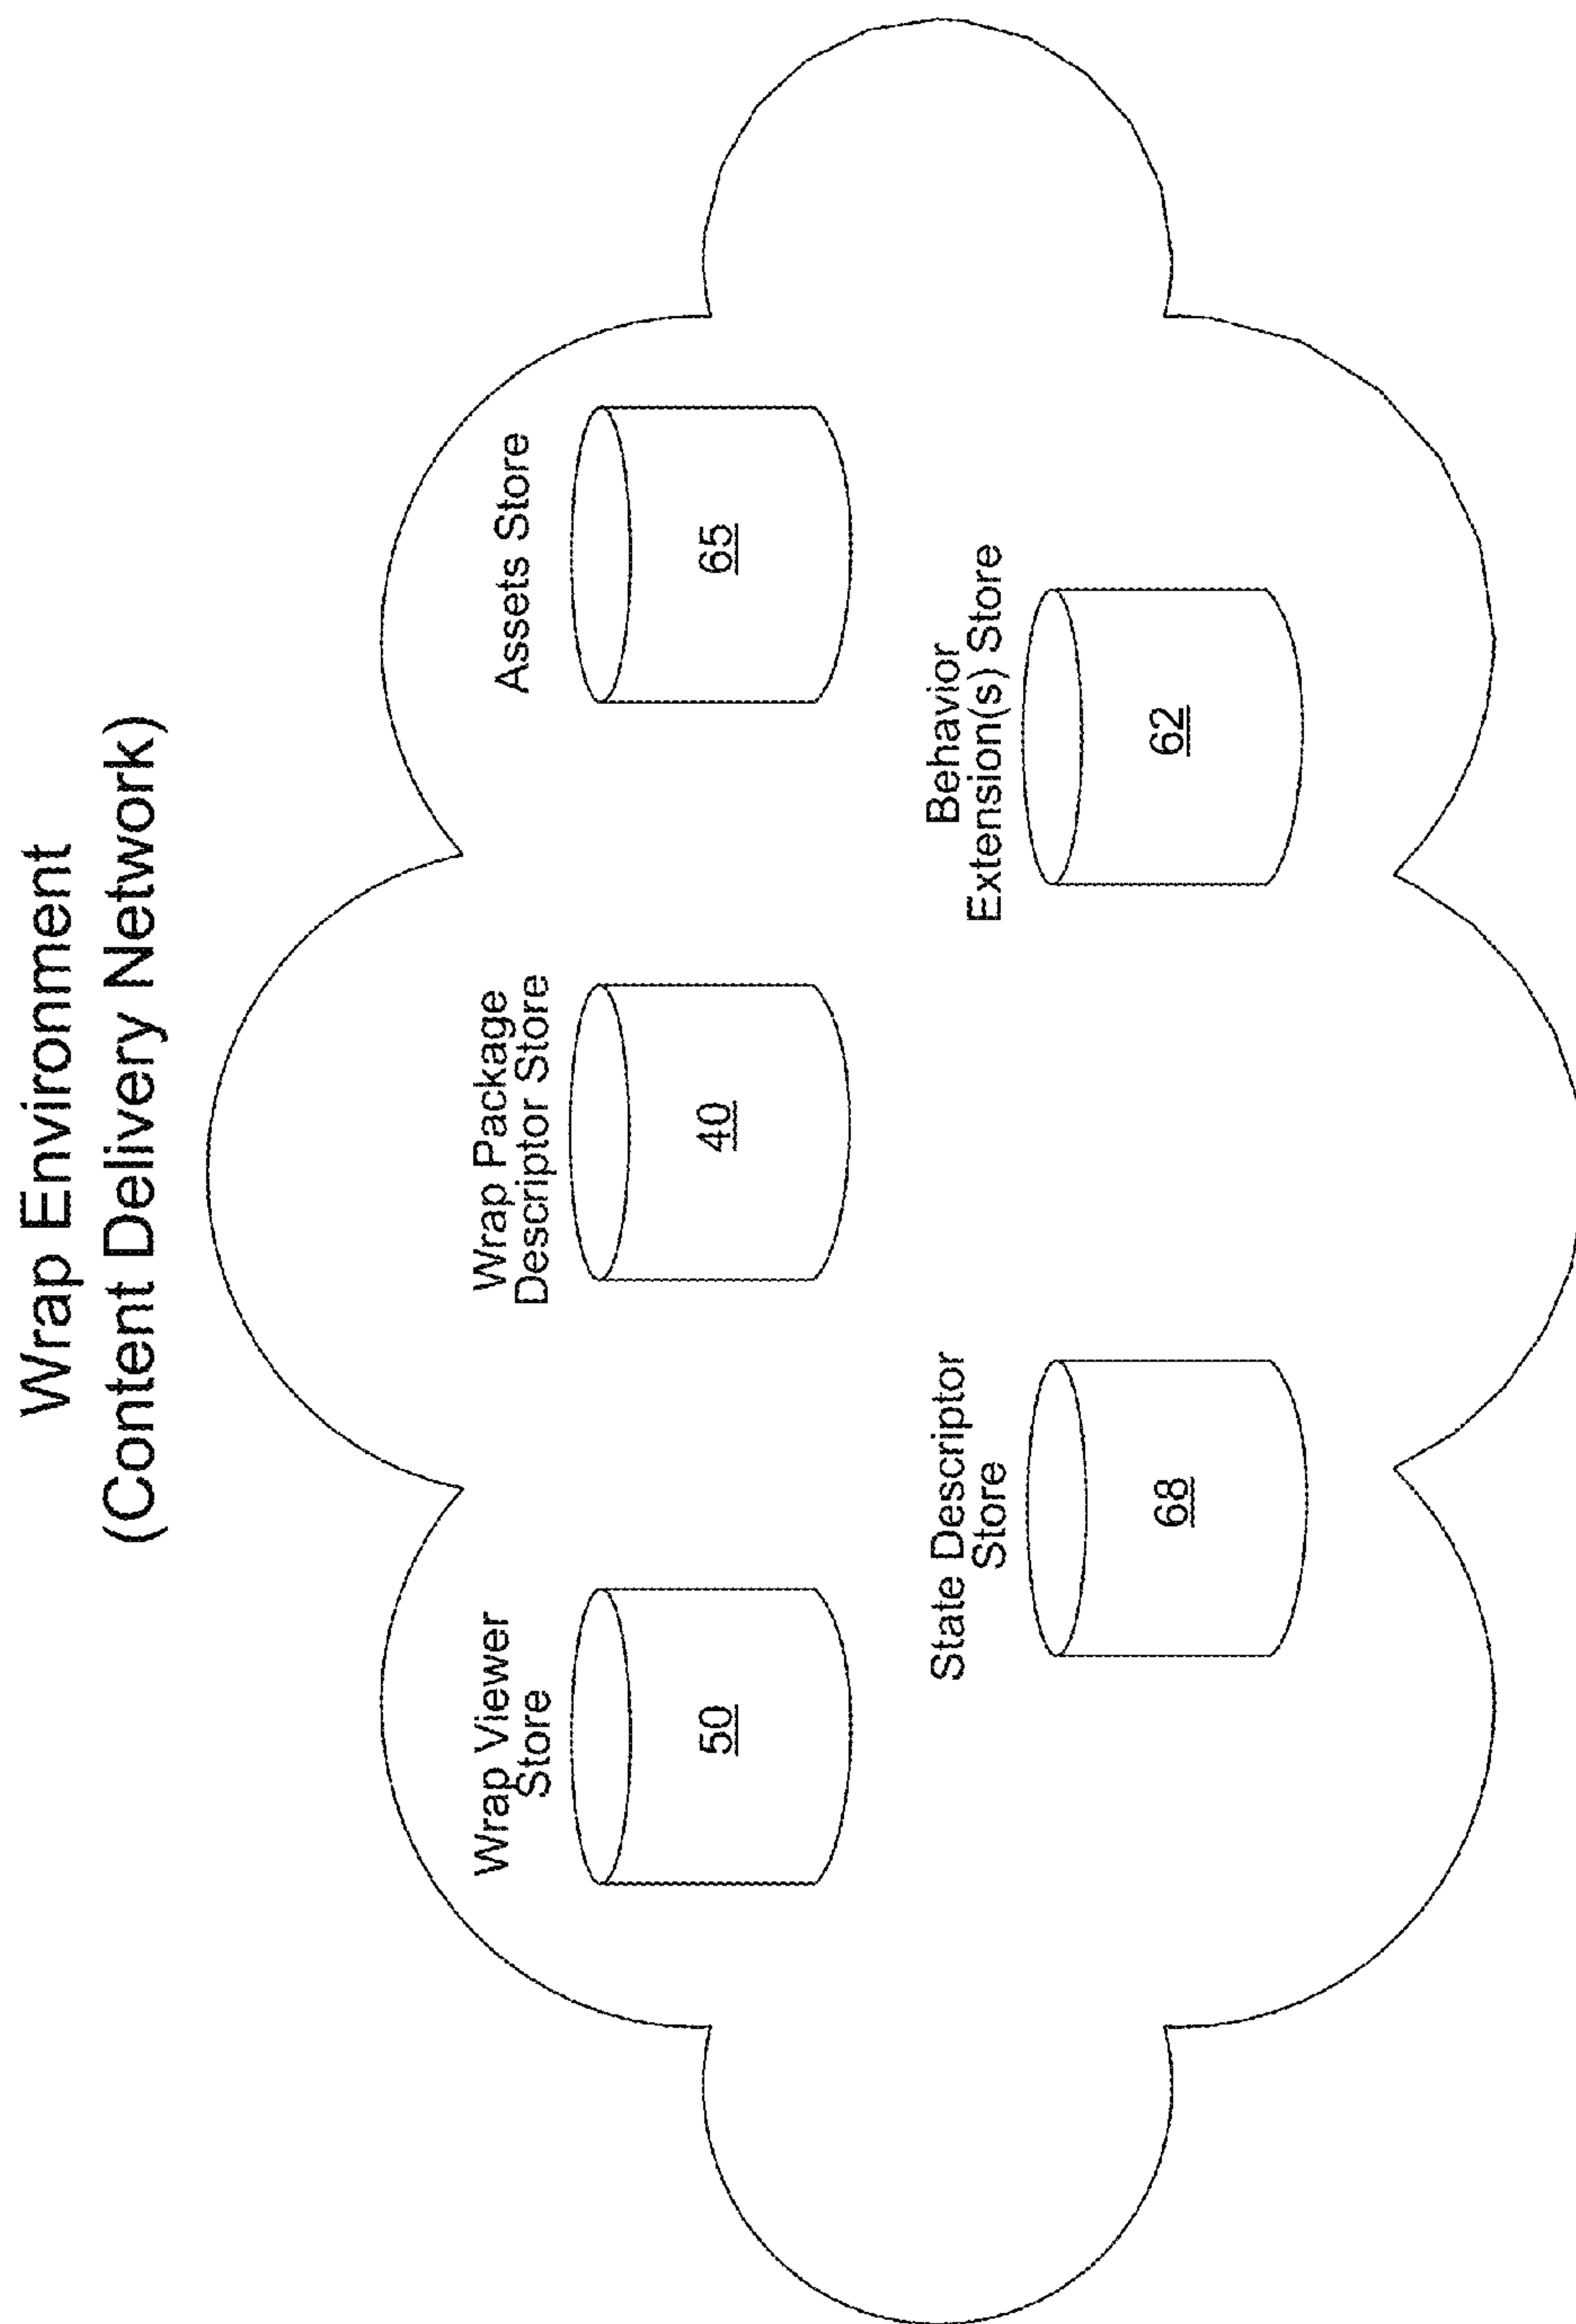 Wrap Environment
(Content Delivery Network)
Wrap Viewer
Store
50
Wrap Package
Descriptor Store
40
Assets Store
65
State Descriptor
Store
68
Behavior
Extension(s) Store
62